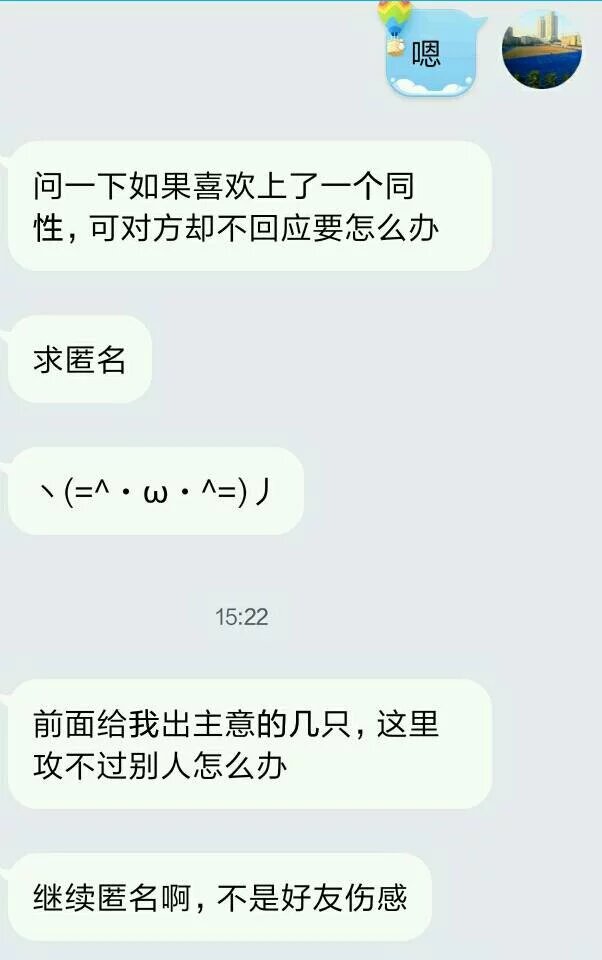 嗯
问一下如果喜欢上了一个同
性，可对方却不回应要怎么办
求匿名
丶(=^・ω・^=)丿
15:22
前面给我出主意的几只，这里
攻不过别人怎么办
继续匿名啊，不是好友伤感